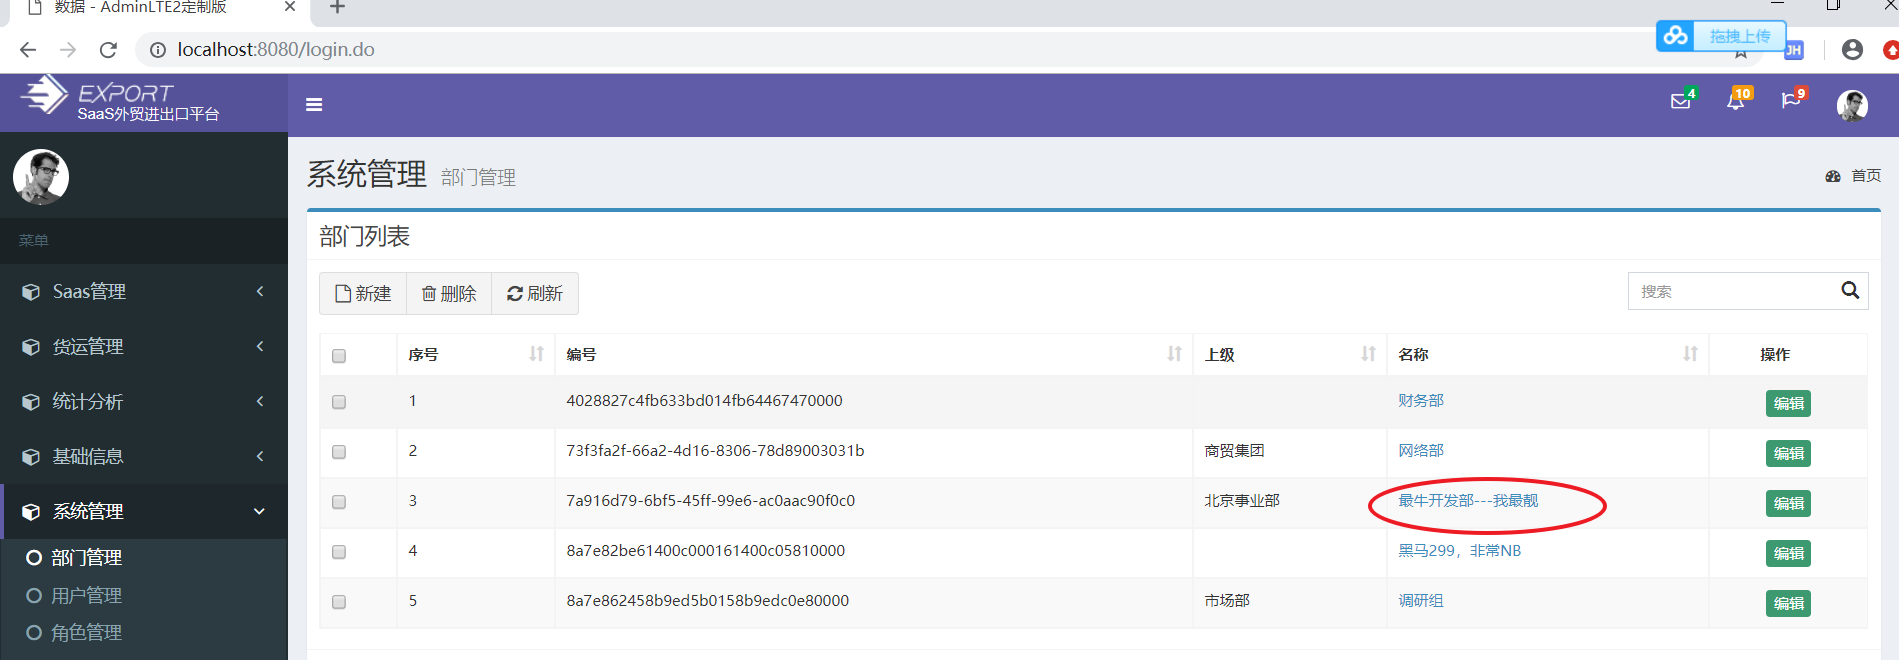 数据 - AdminLTE2定制版
localhost:8080/login.do
拖拽上传
JH
EXPORT
SaaS外贸进出口平台
4
10
9
系统管理 部门管理
首页
菜单
Saas管理
货运管理
统计分析
基础信息
系统管理
部门管理
用户管理
角色管理
部门列表
新建 删除 刷新
搜索
序号 编号 上级 名称 操作
1 4028827c4fb633bd014fb64467470000 财务部 编辑
2 73f3fa2f-66a2-4d16-8306-78d89003031b 商贸集团 网络部 编辑
3 7a916d79-6bf5-45ff-99e6-ac0aac90f0c0 北京事业部 最牛开发部---我最靓 编辑
4 8a7e82be61400c000161400c05810000 黑马299，非常NB 编辑
5 8a7e862458b9ed5b0158b9edc0e80000 市场部 调研组 编辑